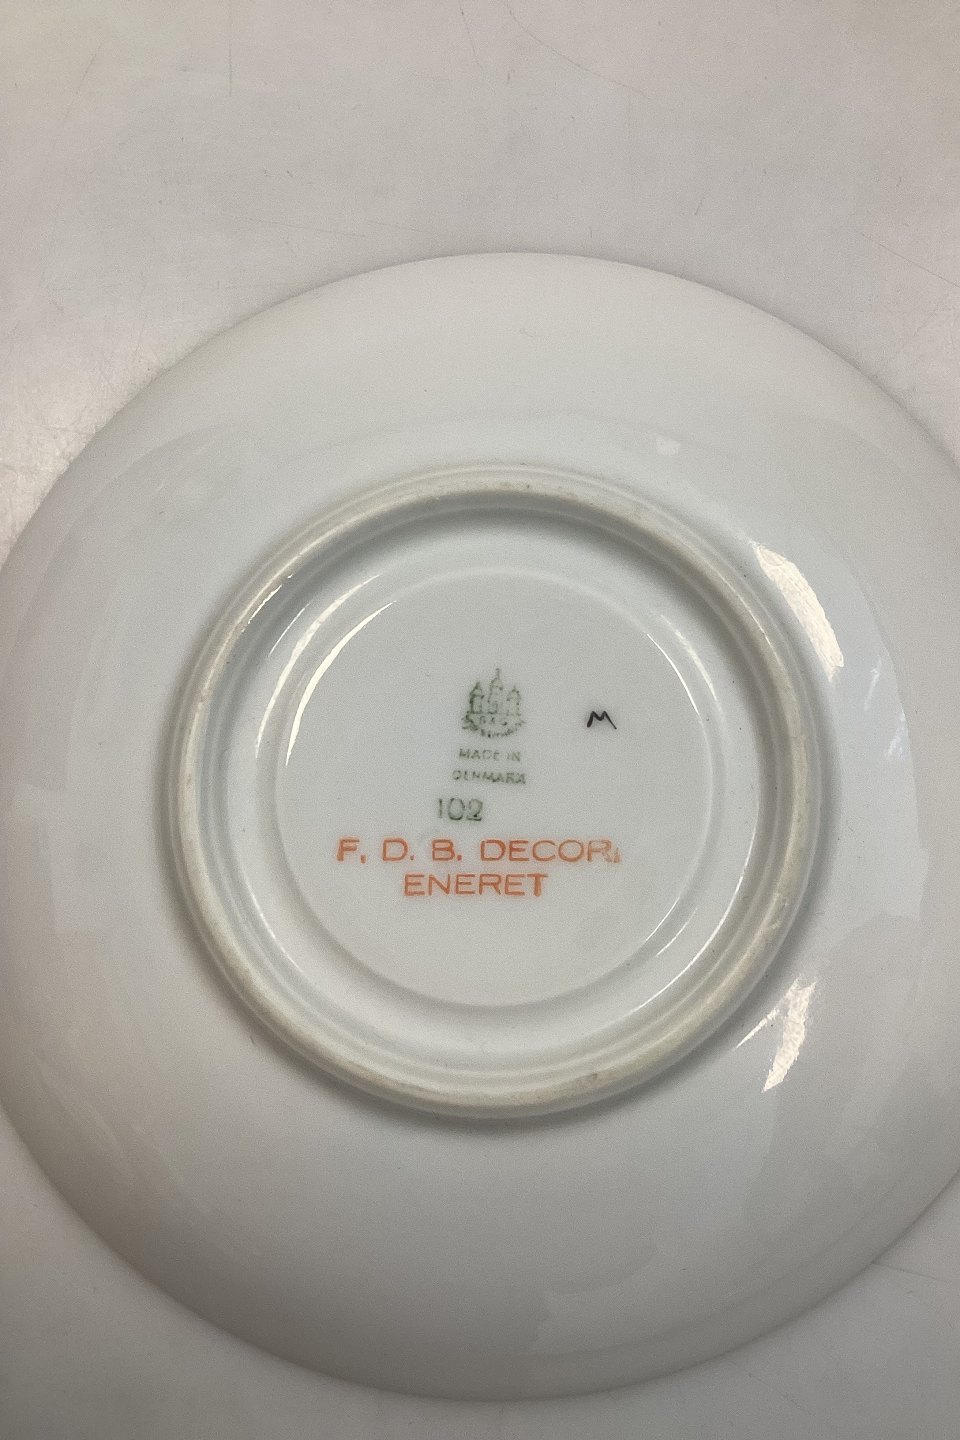 B&G
M
MADE IN
DENMARK
102
F. D. B. DECOR,
ENERET